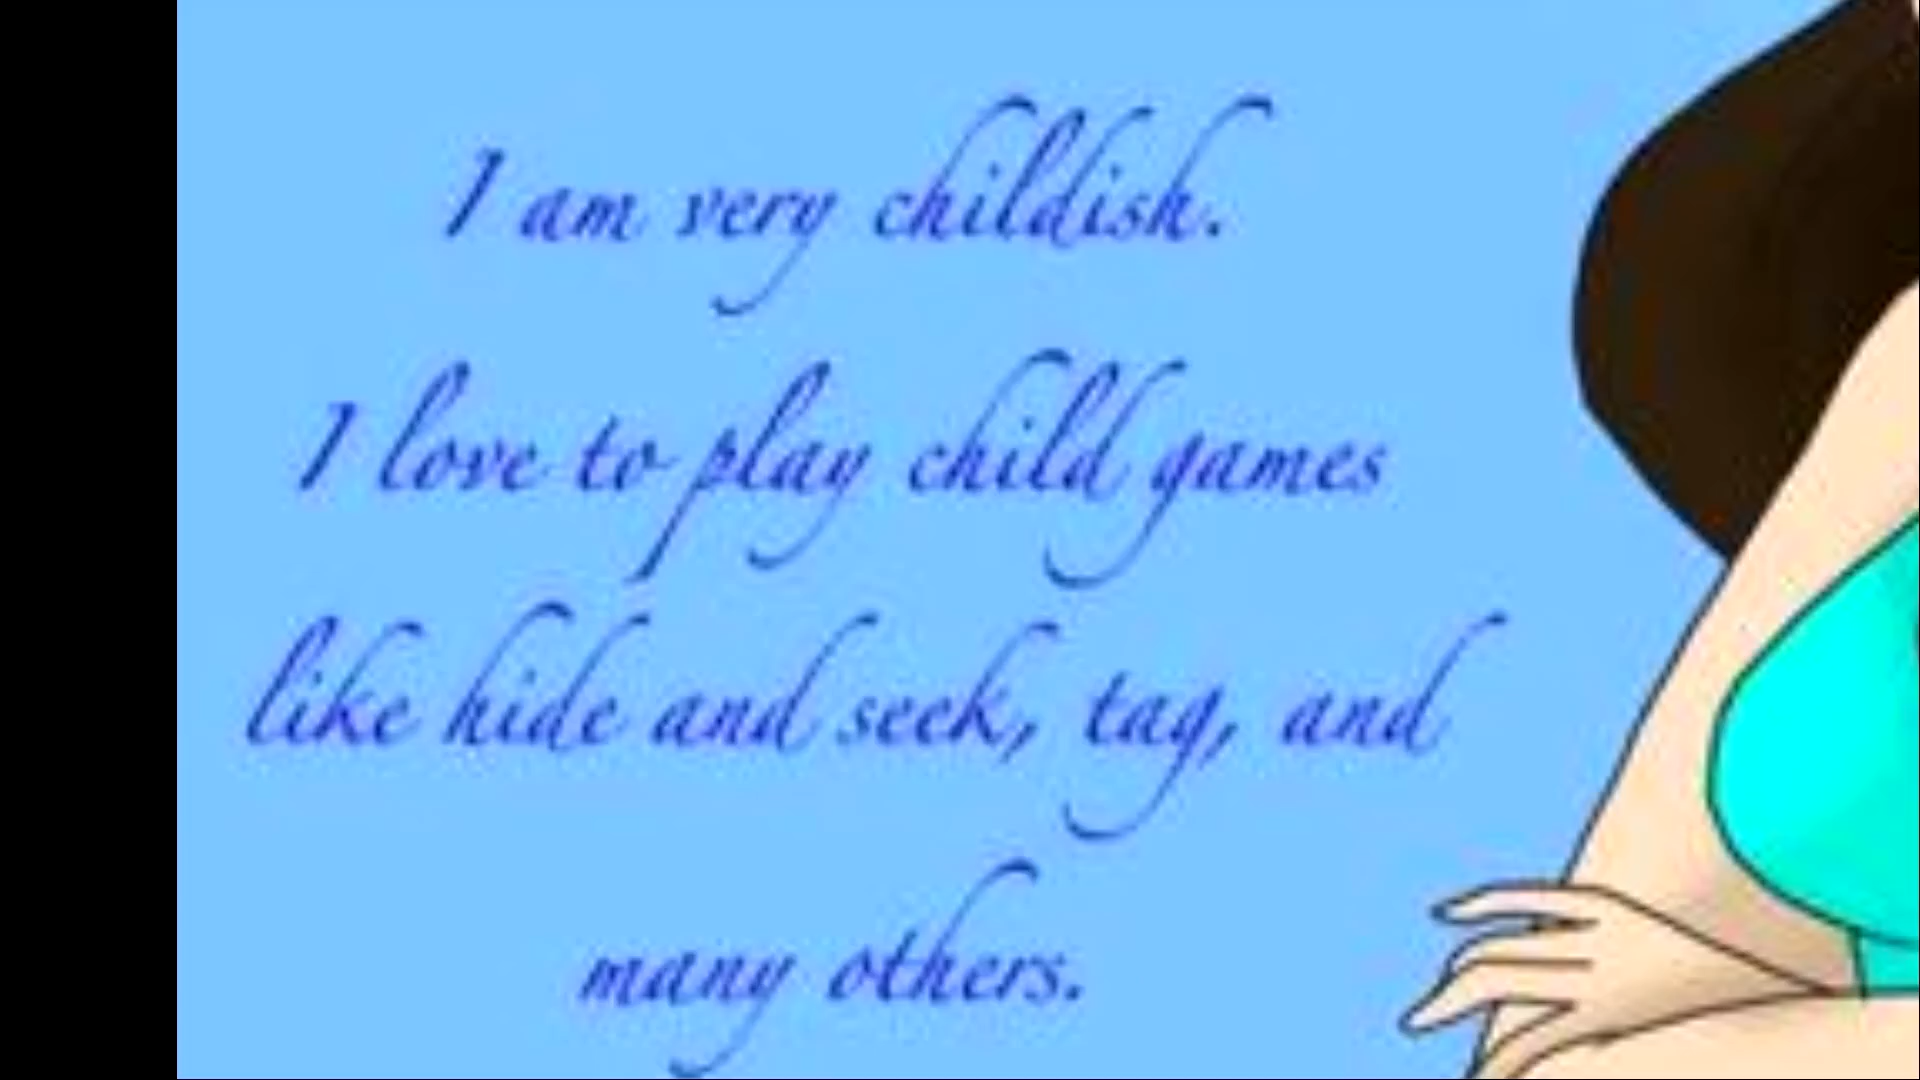 I am very childish.
I love to play child games
like hide and seek, tag, and
many others.